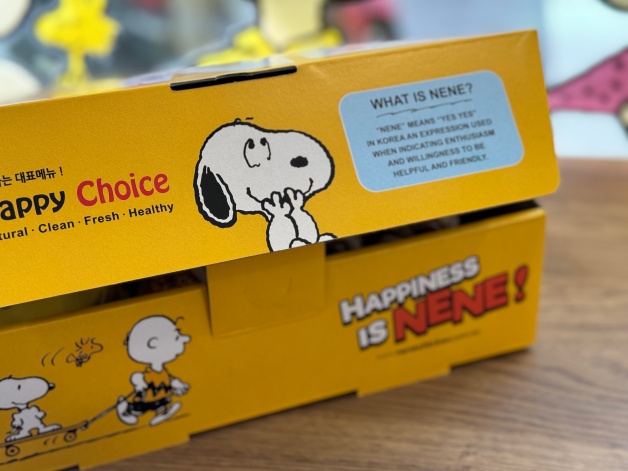 는 대표메뉴 !
appy Choice
tural · Clean · Fresh · Healthy
WHAT IS NENE?
"NENE" MEANS "YES YES"
IN KOREA AN EXPRESSION USED
WHEN INDICATING ENTHUSIASM
AND WILLINGNESS TO BE
HELPFUL AND FRIENDLY.
HAPPINESS
IS NENE!